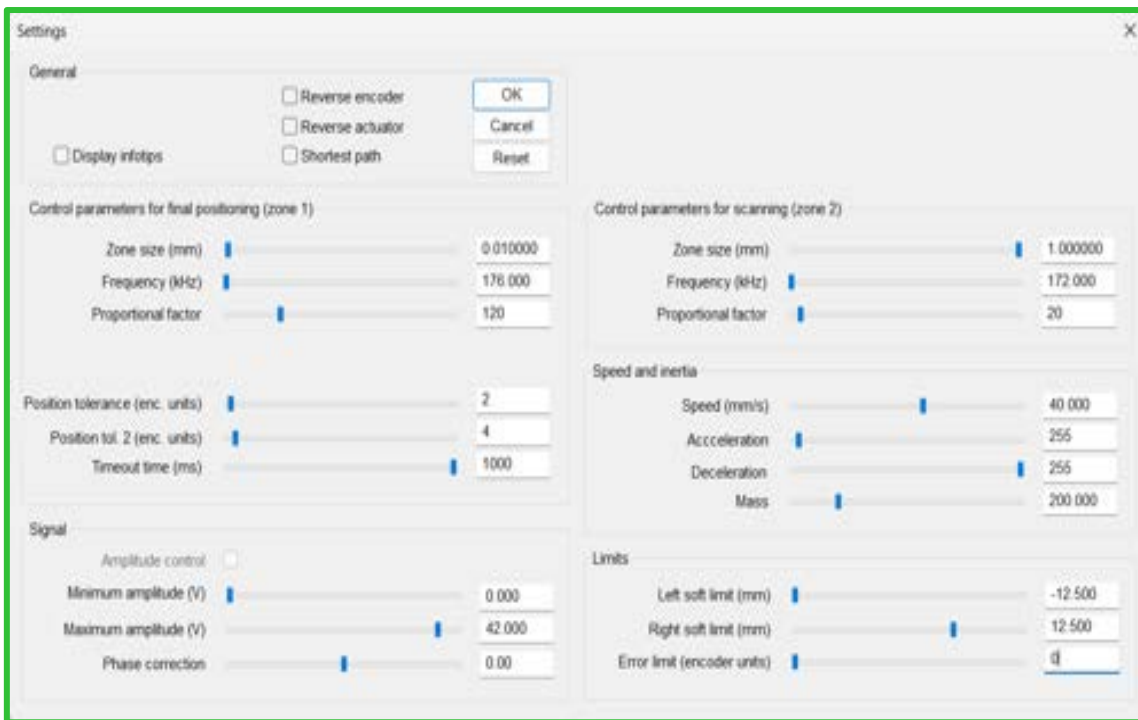 Settings
General
Reverse encoder
Reverse actuator
Display infotips
Shortest path
OK
Cancel
Reset
Control parameters for final positioning (zone 1)
Zone size (mm) 0.010000
Frequency (kHz) 176.000
Proportional factor 120
Position tolerance (enc. units) 2
Position tol. 2 (enc. units) 4
Timeout time (ms) 1000
Signal
Amplitude control
Minimum amplitude (V) 0.000
Maximum amplitude (V) 42.000
Phase correction 0.00
Control parameters for scanning (zone 2)
Zone size (mm) 1.000000
Frequency (kHz) 172.000
Proportional factor 20
Speed and inertia
Speed (mm/s) 40.000
Accceleration 255
Deceleration 255
Mass 200.000
Limits
Left soft limit (mm) -12.500
Right soft limit (mm) 12.500
Error limit (encoder units) 0